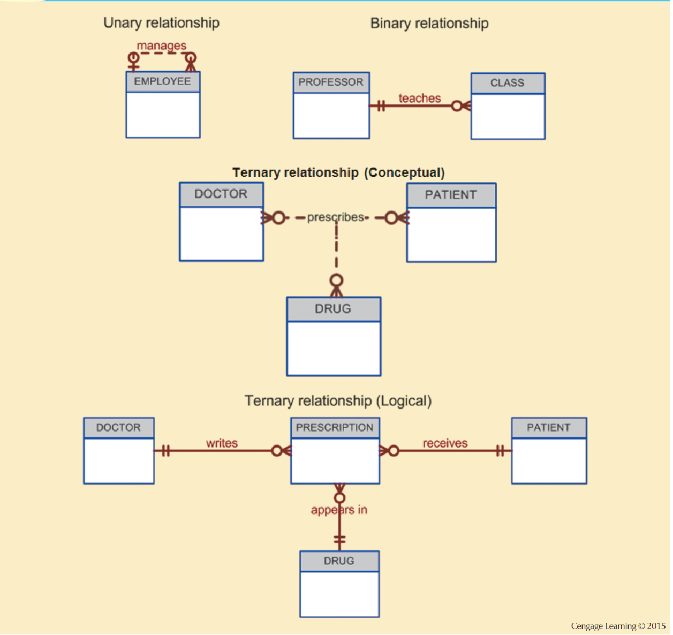 Unary relationship
Binary relationship
manages
EMPLOYEE
PROFESSOR
teaches
CLASS
Ternary relationship (Conceptual)
DOCTOR
prescribes
PATIENT
DRUG
Ternary relationship (Logical)
DOCTOR
writes
PRESCRIPTION
receives
PATIENT
appears in
DRUG
Cengage Learning © 2015